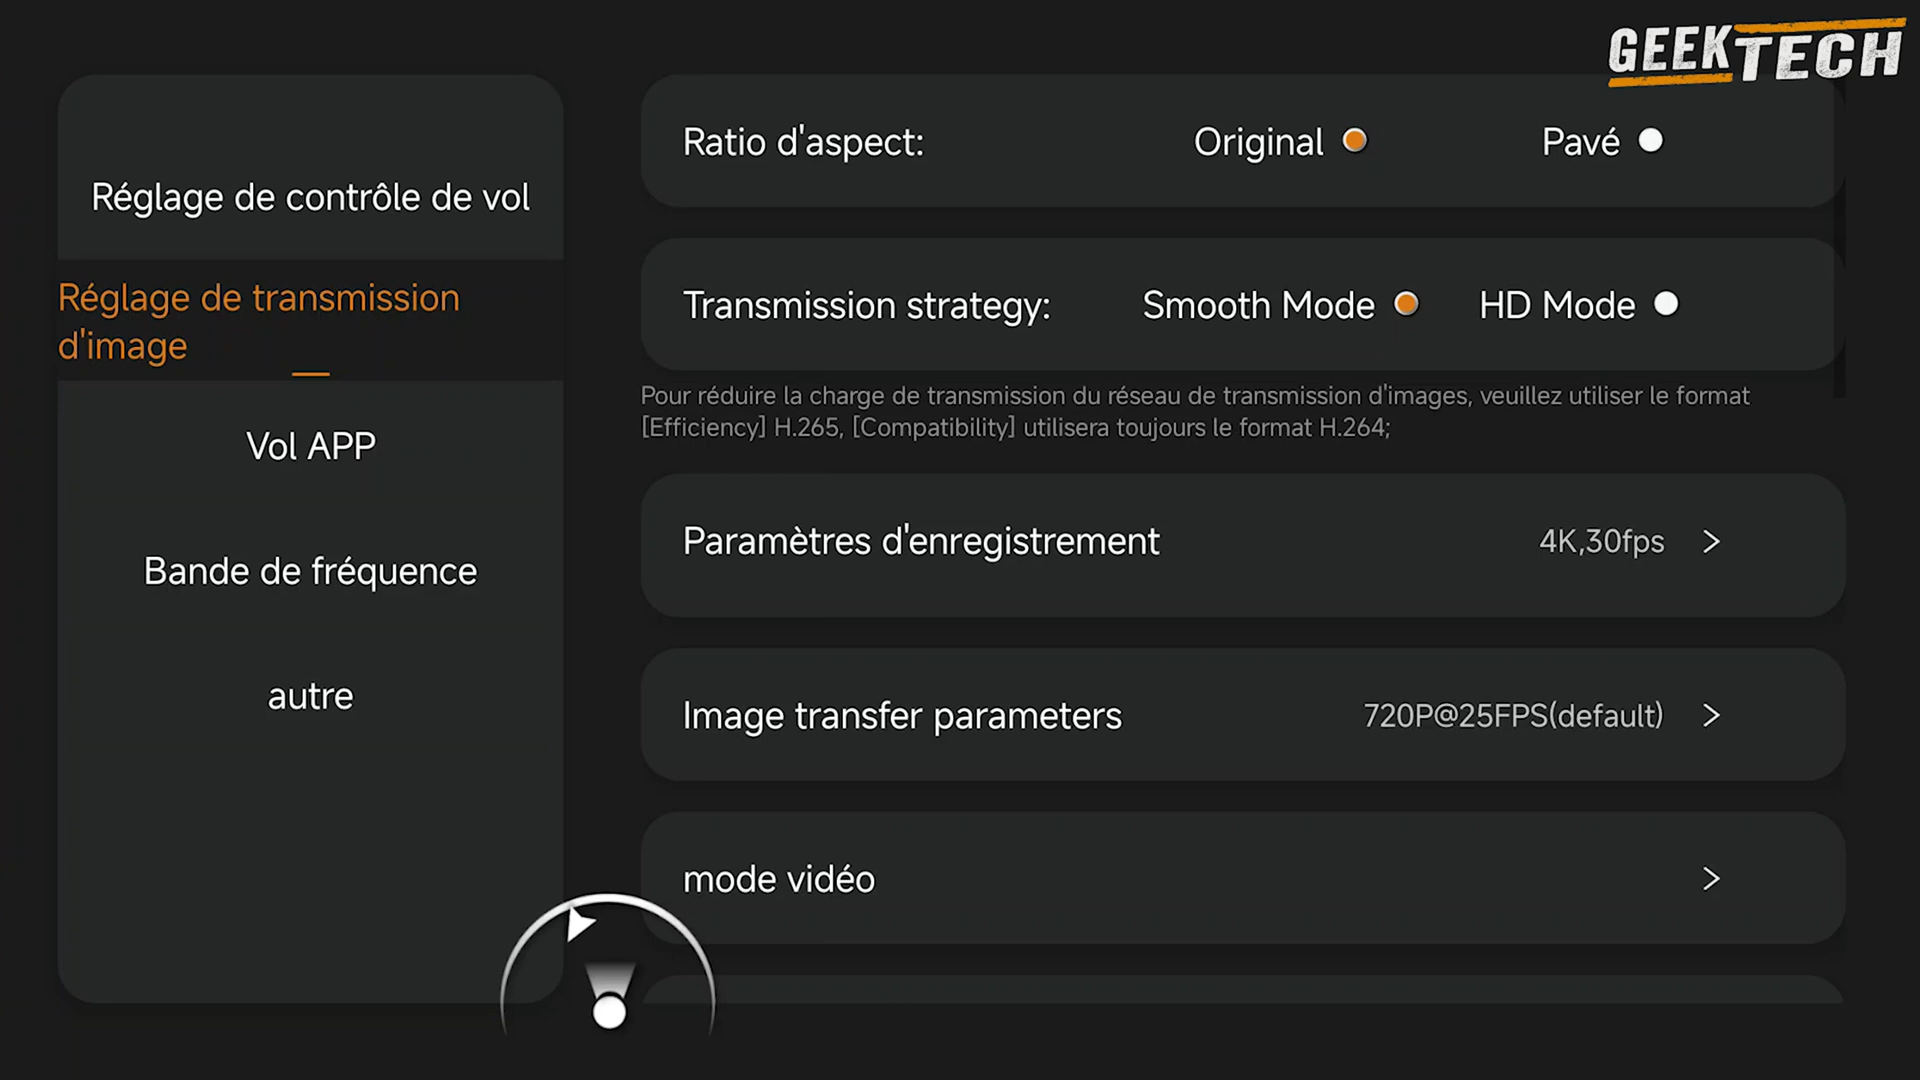 GEEKTECH
Réglage de contrôle de vol
Réglage de transmission
d'image
Vol APP
Bande de fréquence
autre
Ratio d'aspect: Original Pavé
Transmission strategy: Smooth Mode HD Mode
Pour réduire la charge de transmission du réseau de transmission d'images, veuillez utiliser le format
[Efficiency] H.265, [Compatibility] utilisera toujours le format H.264;
Paramètres d'enregistrement 4K,30fps >
Image transfer parameters 720P@25FPS(default) >
mode vidéo >